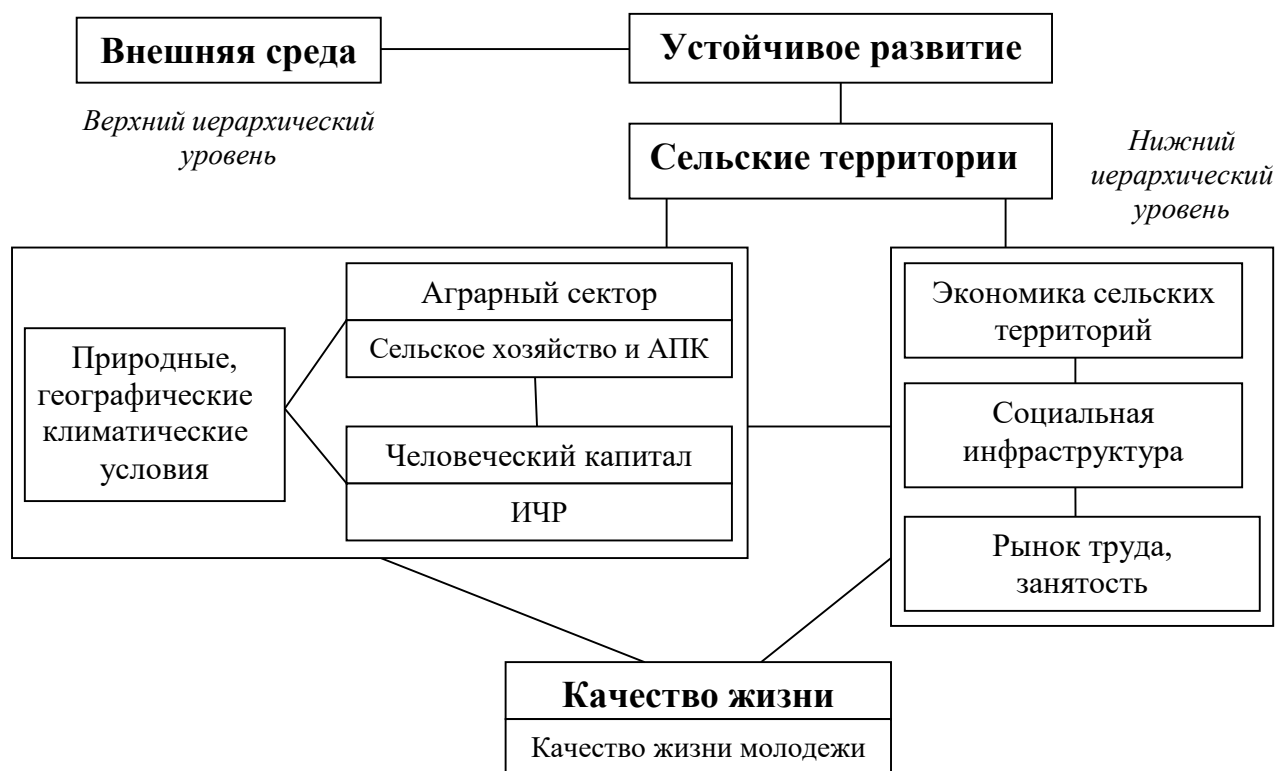 Внешняя среда
Устойчивое развитие
Верхний иерархический
уровень
Сельские территории
Нижний
иерархический
уровень
Природные,
географические
климатические
условия
Аграрный сектор
Сельское хозяйство и АПК
Человеческий капитал
ИЧР
Экономика сельских
территорий
Социальная
инфраструктура
Рынок труда,
занятость
Качество жизни
Качество жизни молодежи